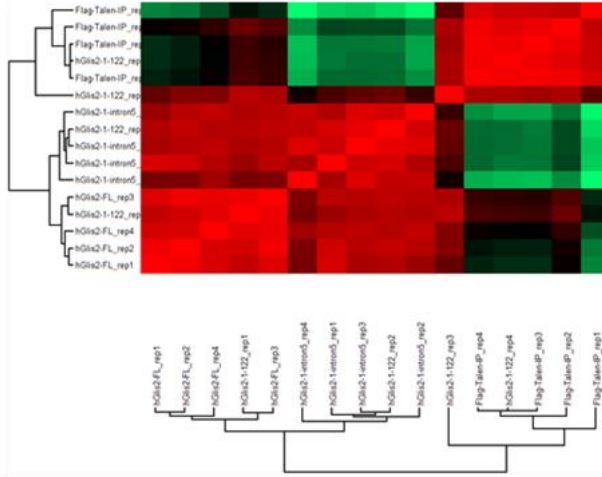 Flag-Talen-IP_rep
Flag-Talen-IP_rep
Flag-Talen-IP_rep
hGlis2-1-122_rep
Flag-Talen-IP_rep
hGlis2-1-122_rep
hGlis2-1-intron5_
hGlis2-1-122_rep
hGlis2-1-intron5_
hGlis2-1-intron5_
hGlis2-1-intron5_
hGlis2-FL_rep3
hGlis2-1-122_rep
hGlis2-FL_rep4
hGlis2-FL_rep2
hGlis2-FL_rep1
hGlis2-FL_rep1
hGlis2-FL_rep2
hGlis2-FL_rep4
hGlis2-1-122_rep1
hGlis2-FL_rep3
hGlis2-1-intron5_rep4
hGlis2-1-intron5_rep1
hGlis2-1-intron5_rep3
hGlis2-1-122_rep2
hGlis2-1-intron5_rep2
hGlis2-1-122_rep3
Flag-Talen-IP_rep4
hGlis2-1-122_rep4
Flag-Talen-IP_rep3
Flag-Talen-IP_rep2
Flag-Talen-IP_rep1